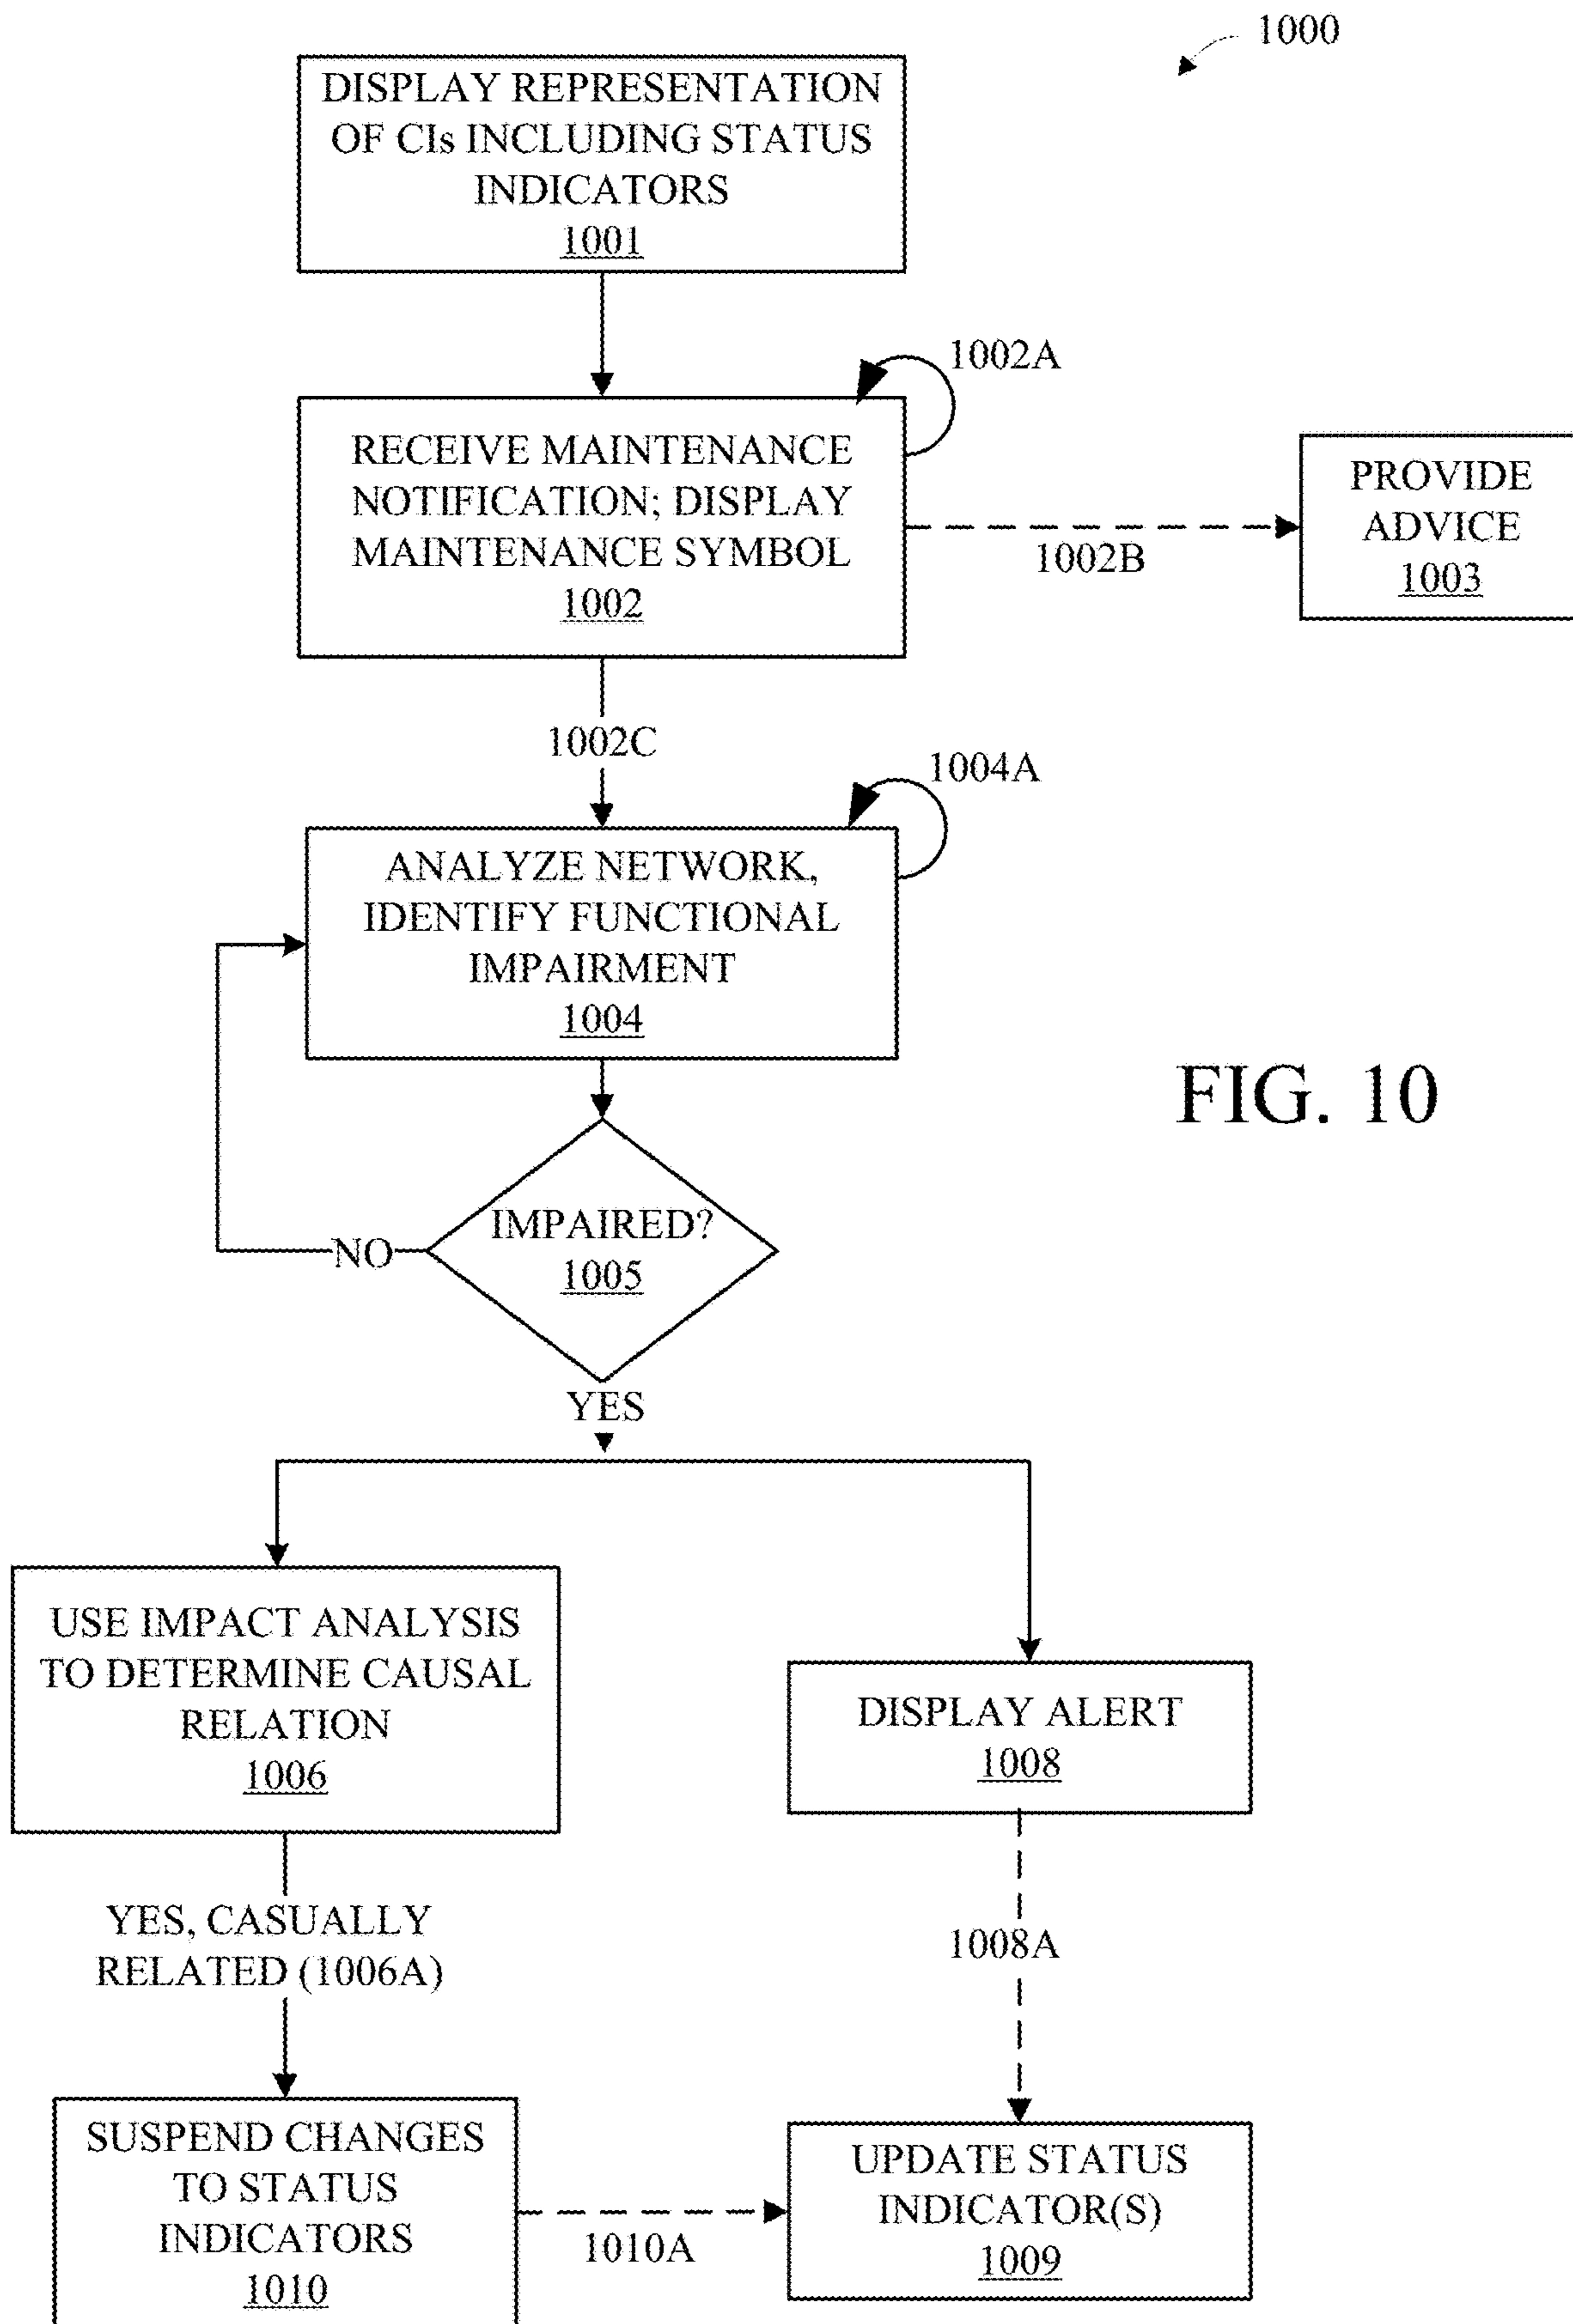 1000
DISPLAY REPRESENTATION
OF CIs INCLUDING STATUS
INDICATORS
1001
1002A
RECEIVE MAINTENANCE
NOTIFICATION; DISPLAY
MAINTENANCE SYMBOL
1002
1002B
PROVIDE
ADVICE
1003
1002C
1004A
ANALYZE NETWORK,
IDENTIFY FUNCTIONAL
IMPAIRMENT
1004
FIG. 10
IMPAIRED?
1005
NO
YES
USE IMPACT ANALYSIS
TO DETERMINE CAUSAL
RELATION
1006
DISPLAY ALERT
1008
YES, CASUALLY
RELATED (1006A)
1008A
SUSPEND CHANGES
TO STATUS
INDICATORS
1010
1010A
UPDATE STATUS
INDICATOR(S)
1009